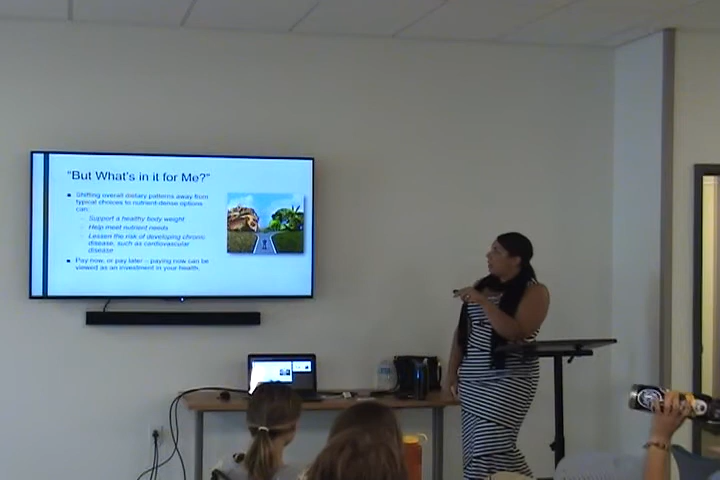 "But What's in it for Me?"
Shifting overall dietary patterns away from
typical choices to nutrient-dense options
can:
Support a healthy body weight
Help meet nutrient needs
Lessen the risk of developing chronic
disease, such as cardiovascular
disease
Pay now, or pay later – paying now can be
viewed as an investment in your health.